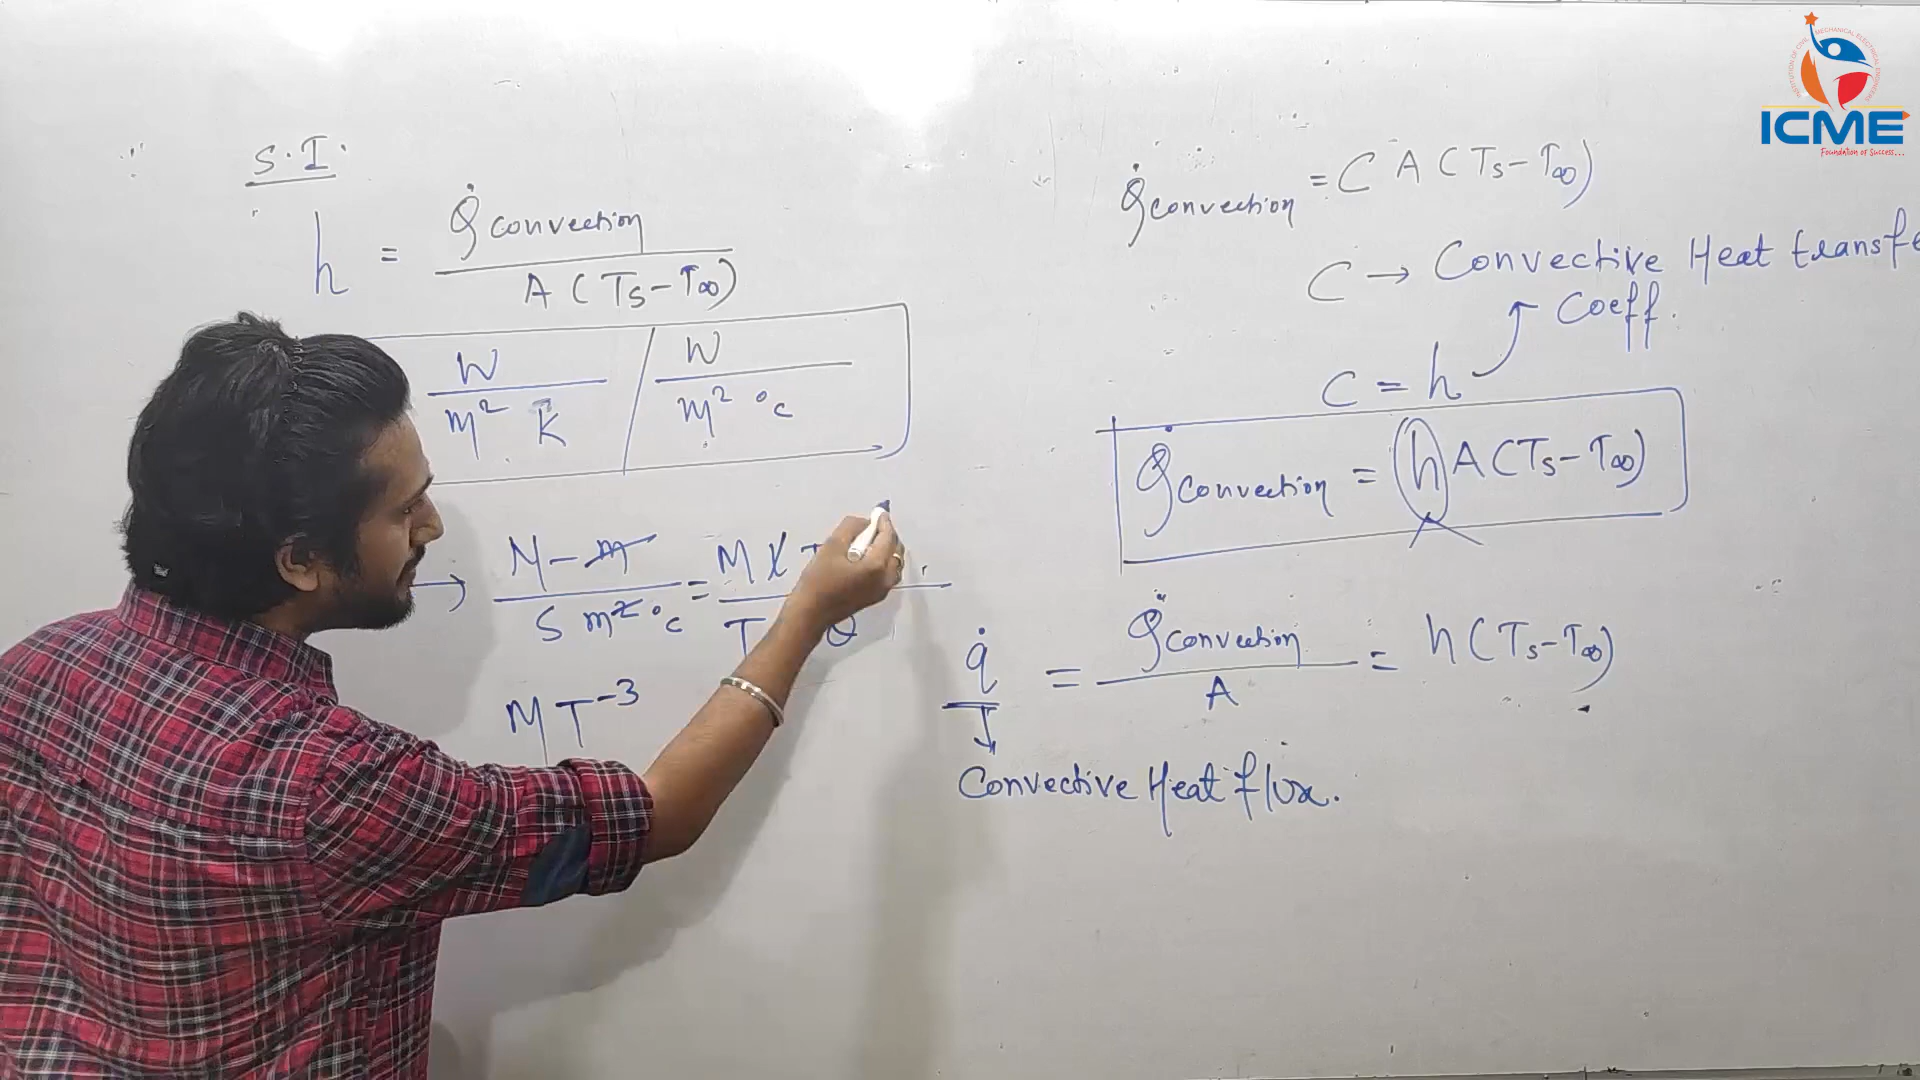 S.I.
h = Q̇convection / A (Ts – T∞)
W / m² K / W / m² °C
→ N – m / S m² °C = M L T / T θ
M T⁻³
Q̇convection = C A (Ts – T∞)
C → Convective Heat transfe
Coeff.
C = h
Q̇convection = h A (Ts – T∞)
q̇ = Q̇convection / A = h (Ts – T∞)
Convective Heat flux.
ICME
Foundation of Success...